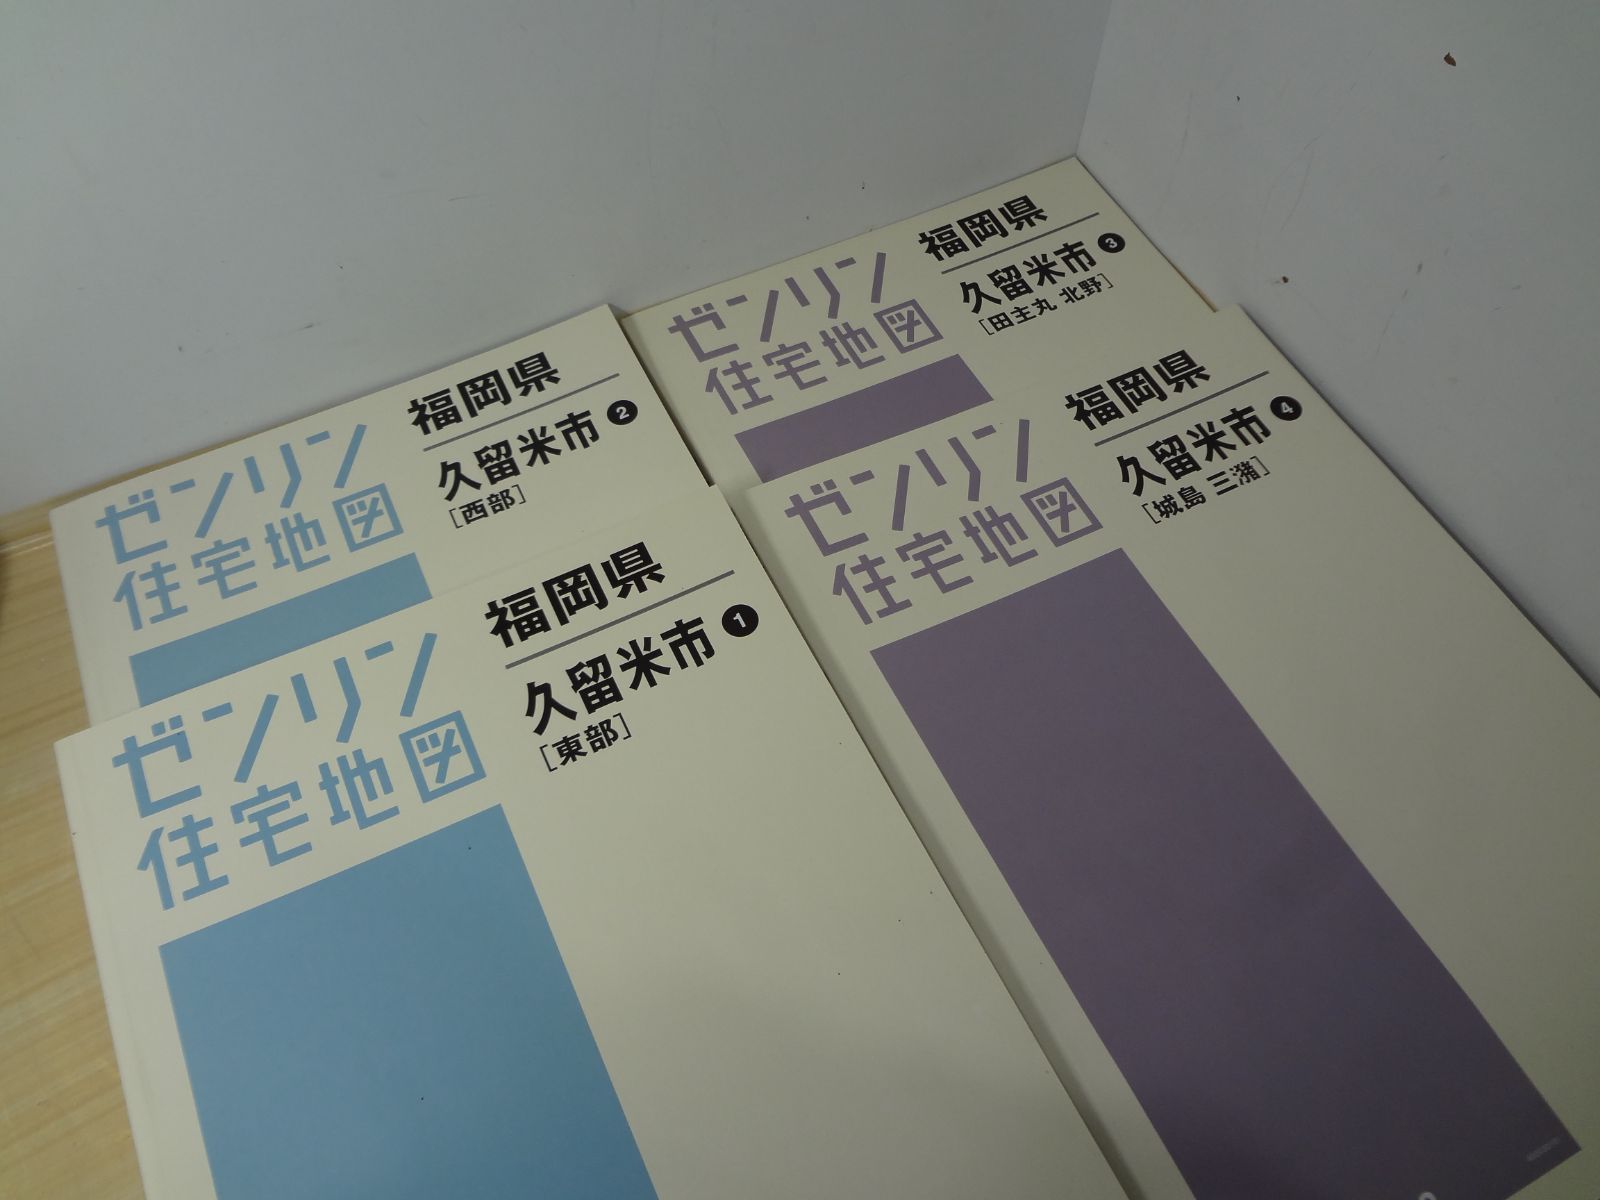 ゼンリン
住宅地図
福岡県
久留米市 2
[西部]
ゼンリン
住宅地図
福岡県
久留米市 3
[田主丸 北野]
ゼンリン
住宅地図
福岡県
久留米市 1
[東部]
ゼンリン
住宅地図
福岡県
久留米市 4
[城島 三潴]